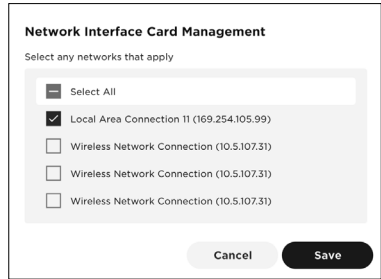 Network Interface Card Management
Select any networks that apply
Select All
Local Area Connection 11 (169.254.105.99)
Wireless Network Connection (10.5.107.31)
Wireless Network Connection (10.5.107.31)
Wireless Network Connection (10.5.107.31)
Cancel Save